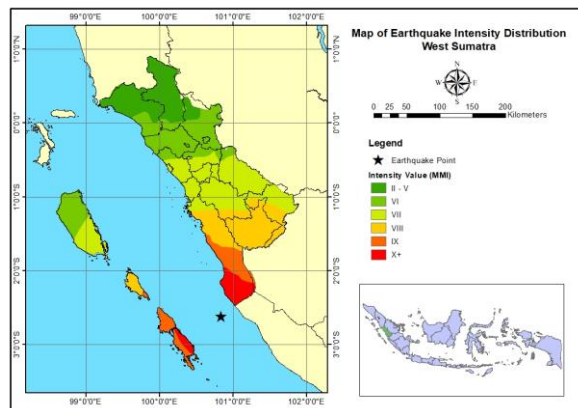 99°0'0"E 100°0'0"E 101°0'0"E 102°0'0"E
1°0'0"N
0°0'0"
1°0'0"S
2°0'0"S
3°0'0"S
99°0'0"E 100°0'0"E 101°0'0"E 102°0'0"E
Map of Earthquake Intensity Distribution
West Sumatra
N
W E
S
0 25 50 100 150 200
Kilometers
Legend
Earthquake Point
Intensity Value (MMI)
II - V
VI
VII
VIII
IX
X+